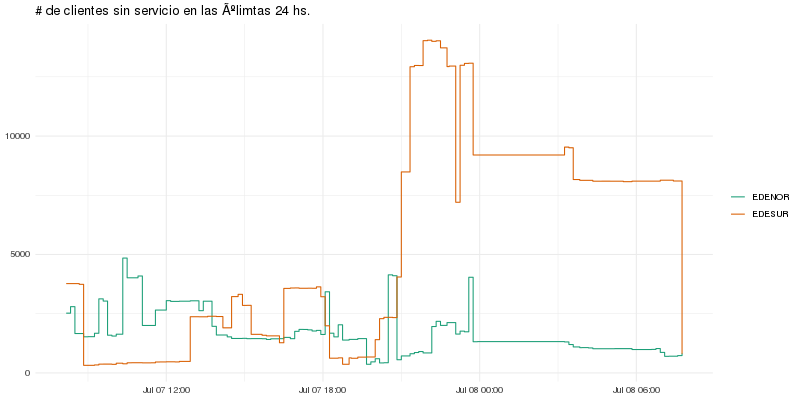 # de clientes sin servicio en las Ãºlimtas 24 hs.
10000
5000
0
Jul 07 12:00
Jul 07 18:00
Jul 08 00:00
Jul 08 06:00
EDENOR
EDESUR